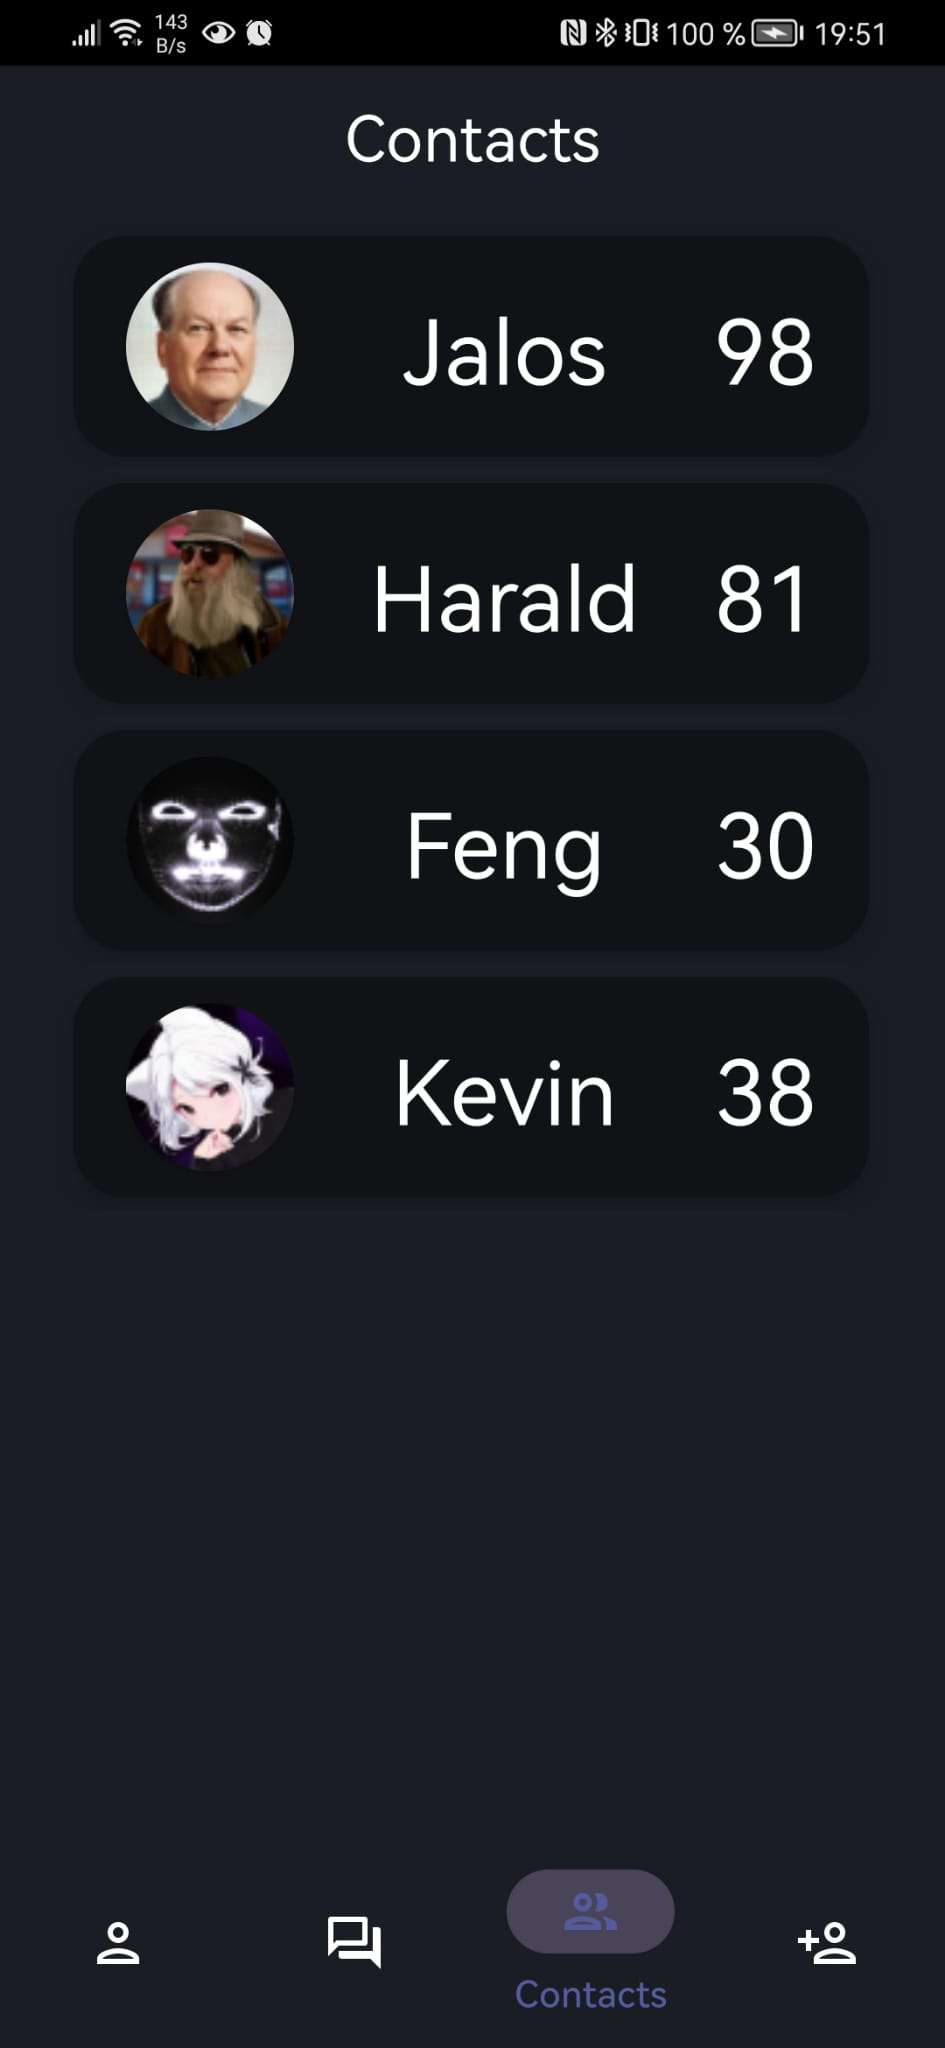 143
B/s
100 %
19:51
Contacts
Jalos 98
Harald 81
Feng 30
Kevin 38
Contacts